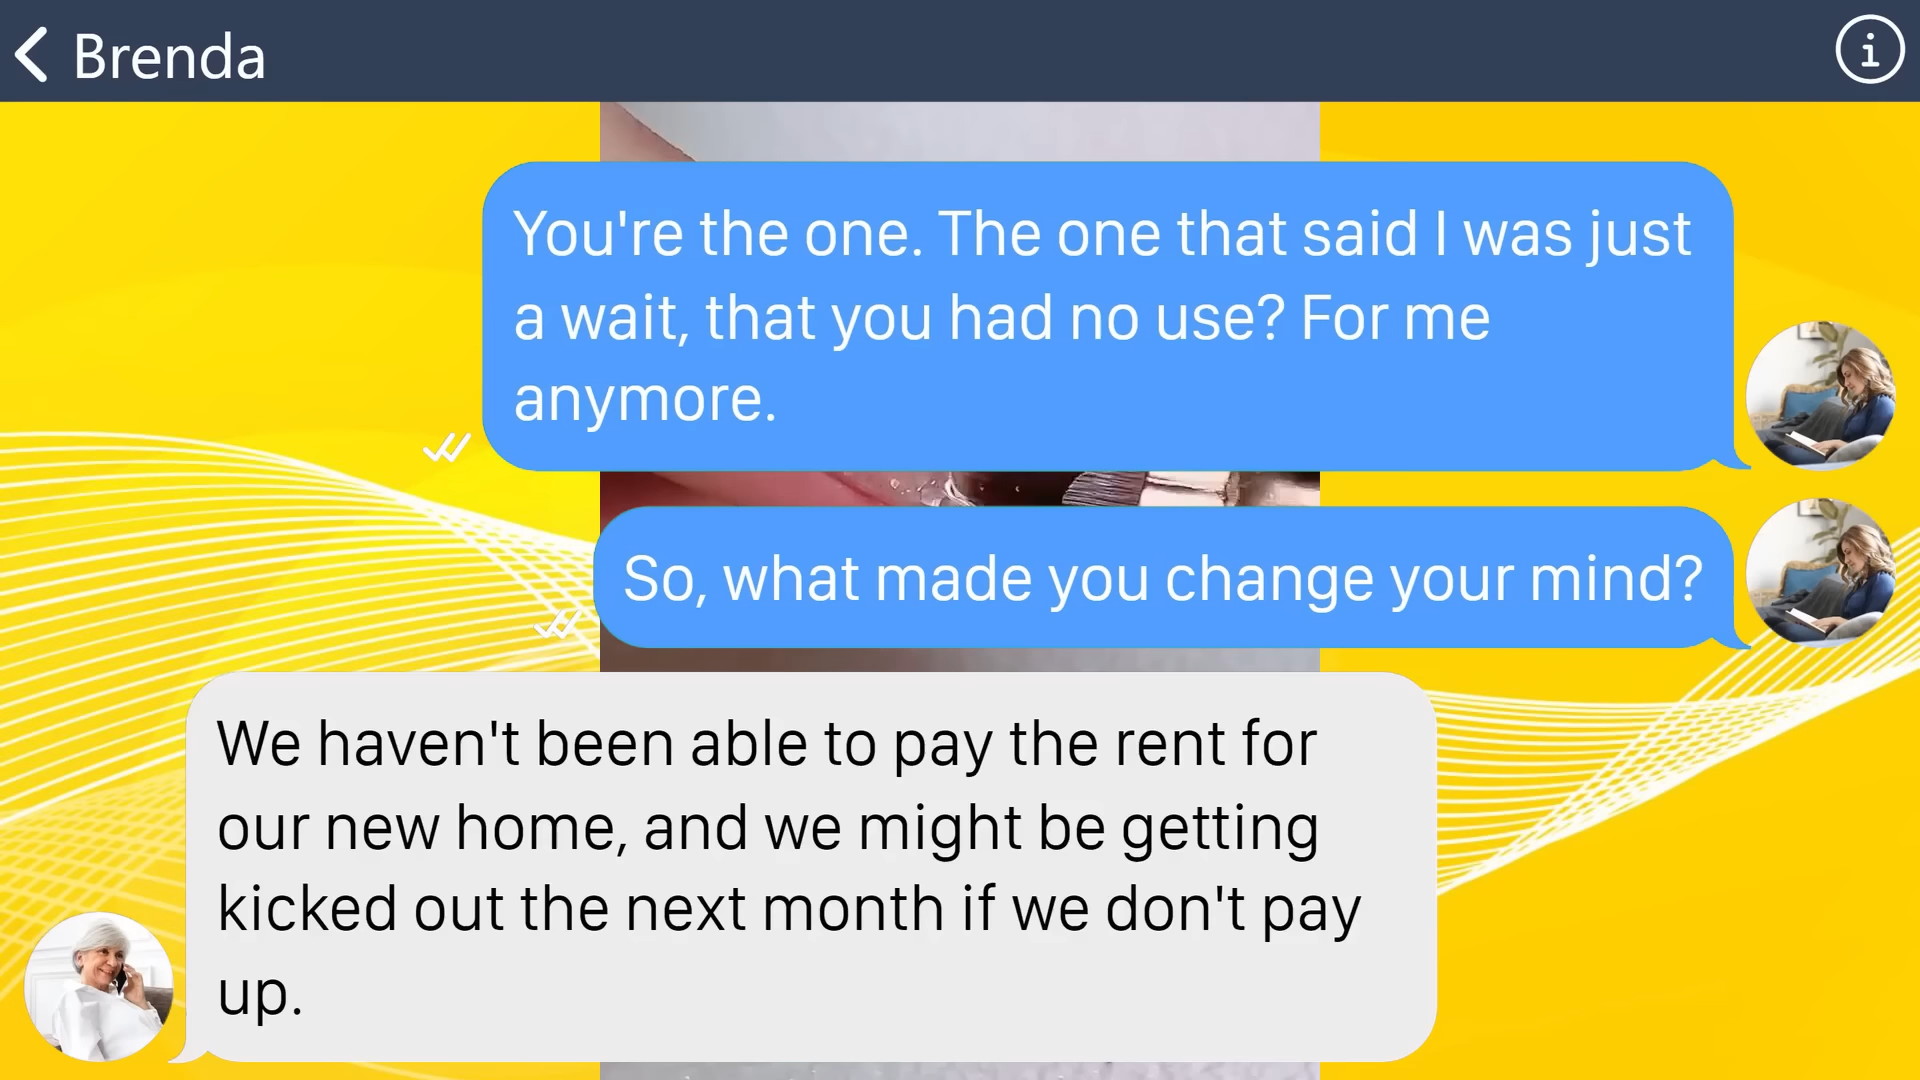 Brenda
You're the one. The one that said I was just
a wait, that you had no use? For me
anymore.
So, what made you change your mind?
We haven't been able to pay the rent for
our new home, and we might be getting
kicked out the next month if we don't pay
up.